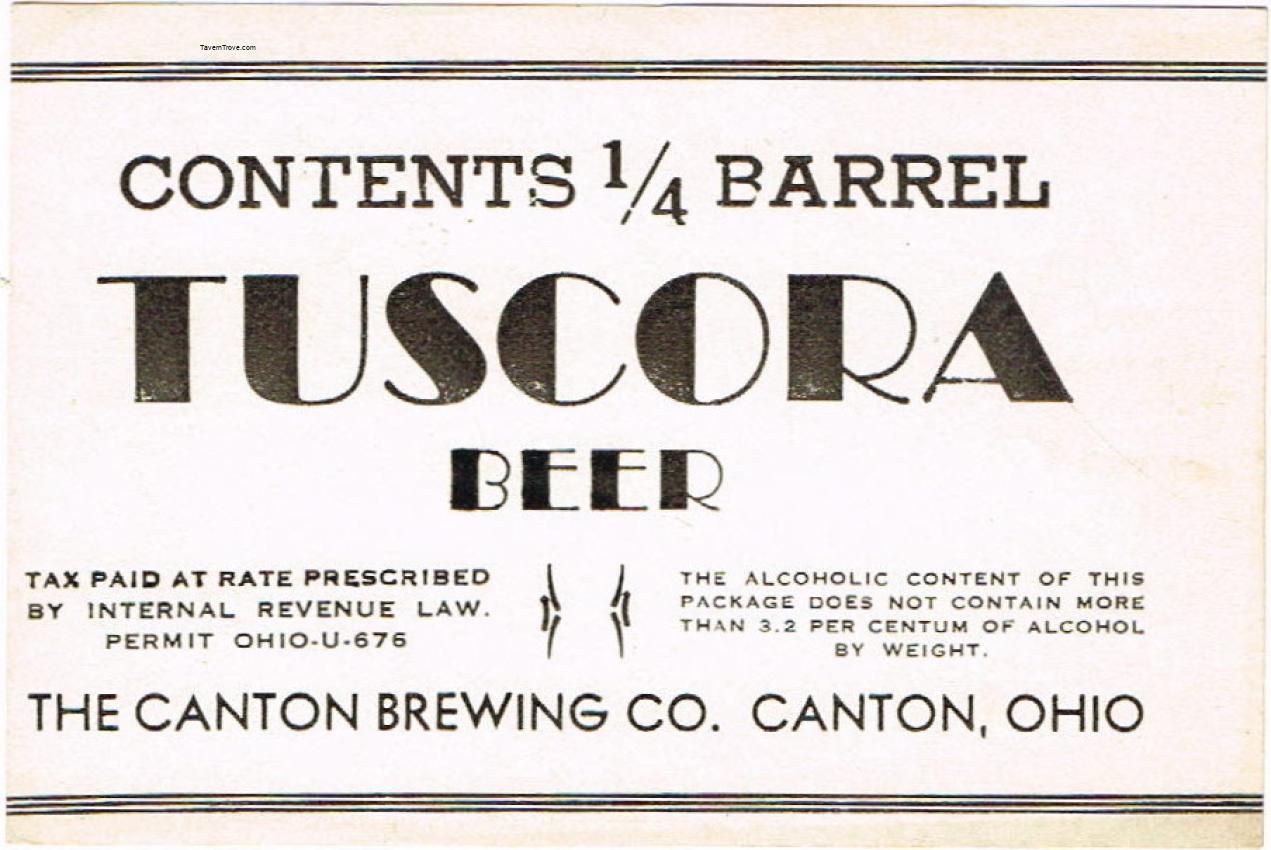 TavernTrove.com
CONTENTS 1/4 BARREL
TUSCORA
BEER
TAX PAID AT RATE PRESCRIBED
BY INTERNAL REVENUE LAW.
PERMIT OHIO-U-676
THE ALCOHOLIC CONTENT OF THIS
PACKAGE DOES NOT CONTAIN MORE
THAN 3.2 PER CENTUM OF ALCOHOL
BY WEIGHT.
THE CANTON BREWING CO. CANTON, OHIO